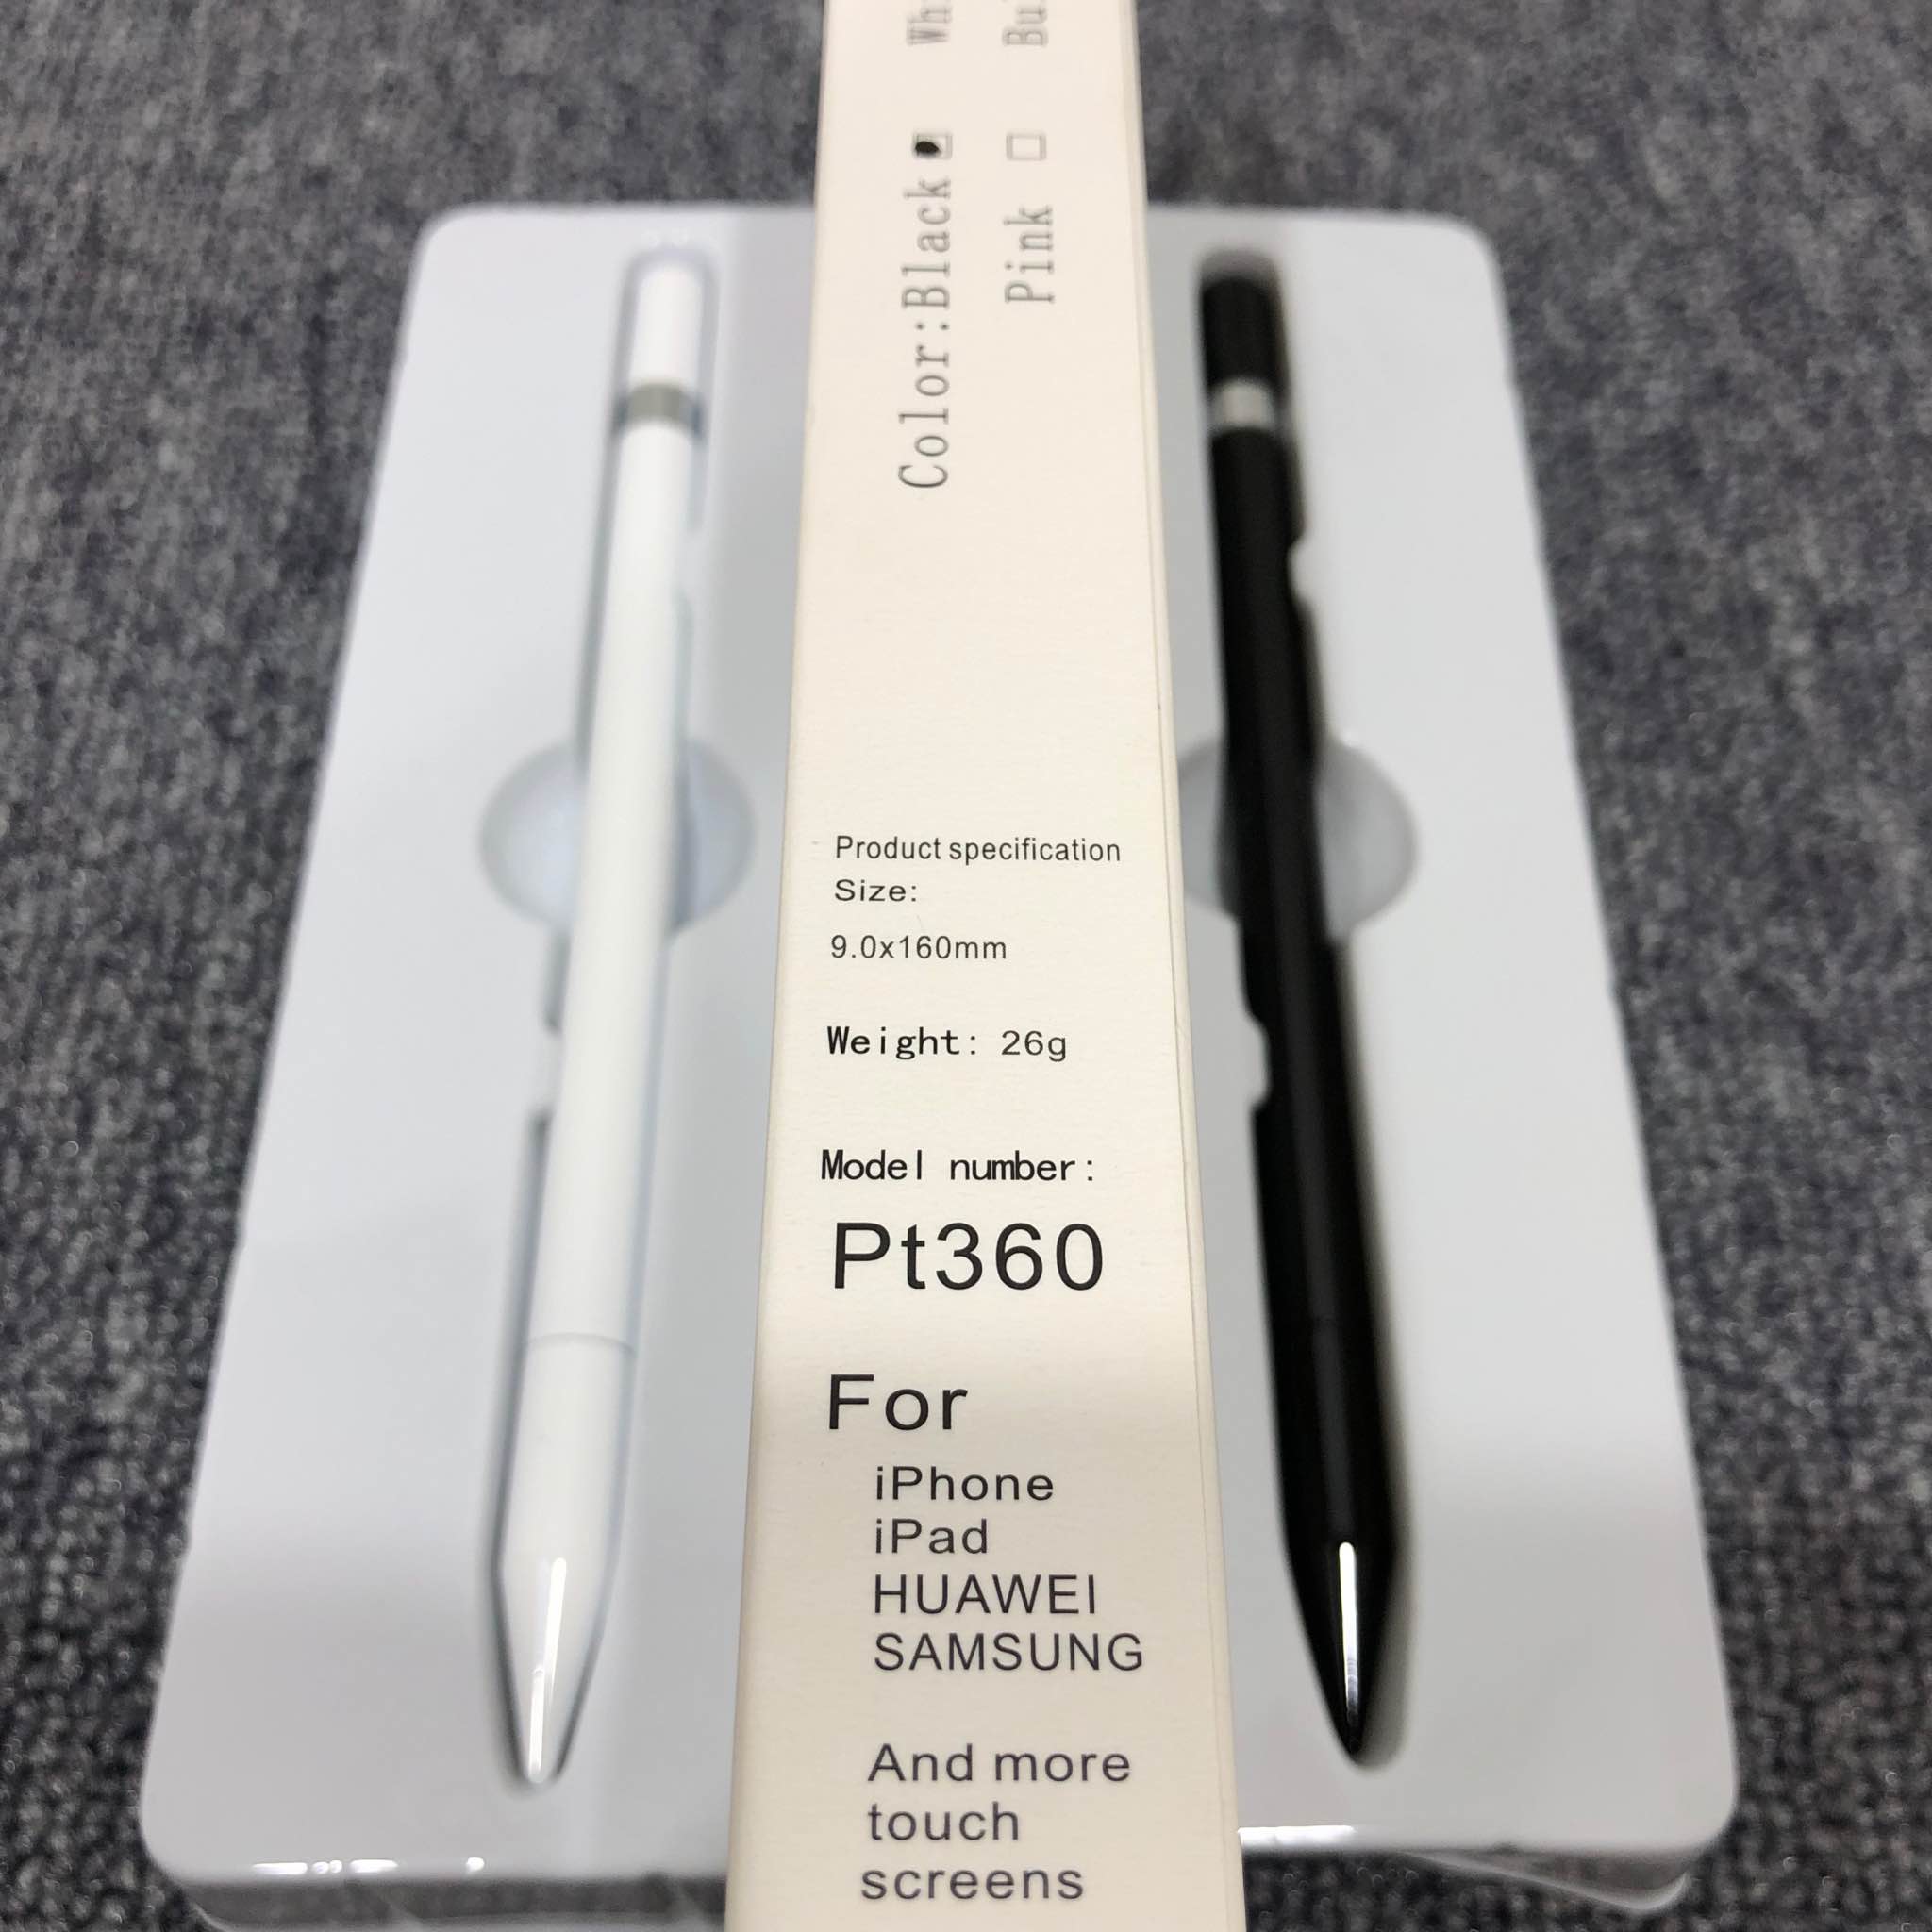 Color:Black
Pink
Product specification
Size:
9.0x160mm
Weight: 26g
Model number:
Pt360
For
iPhone
iPad
HUAWEI
SAMSUNG
And more
touch
screens